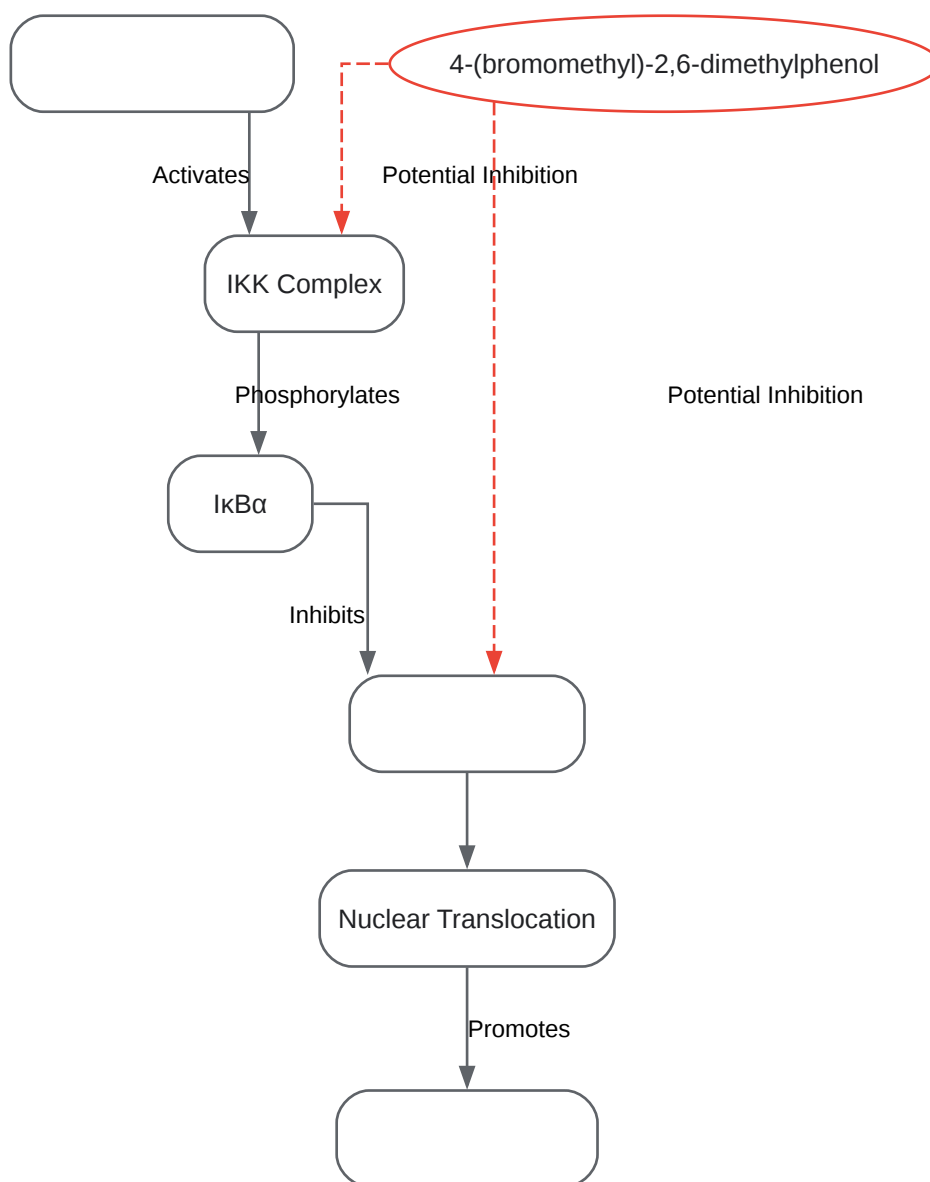 4-(bromomethyl)-2,6-dimethylphenol
Activates
Potential Inhibition
IKK Complex
Phosphorylates
Potential Inhibition
IκBα
Inhibits
Nuclear Translocation
Promotes